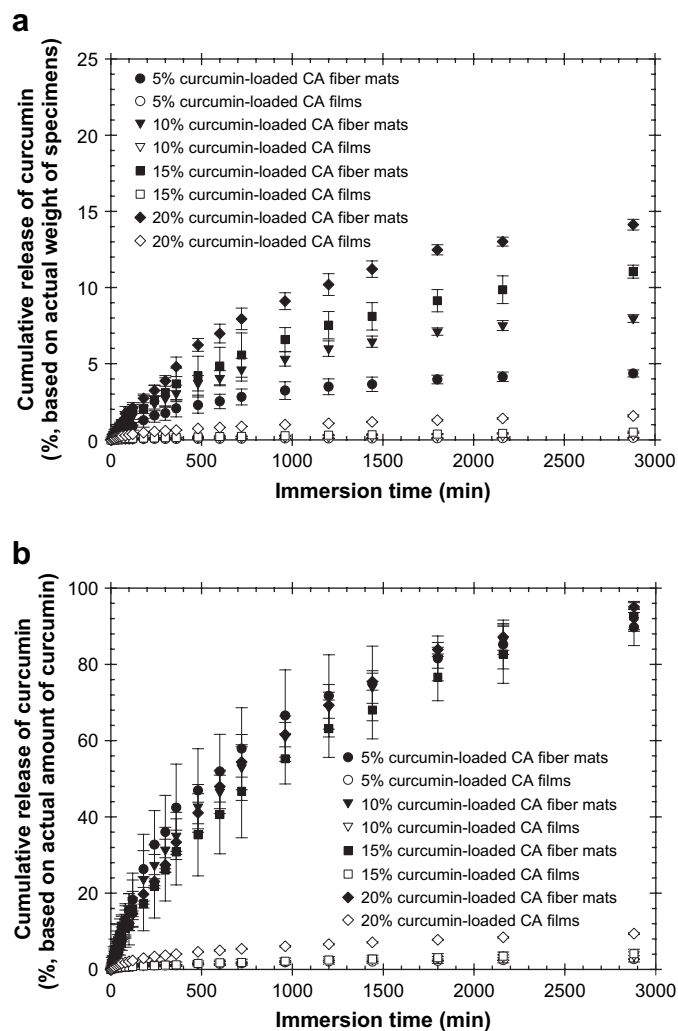 a
Cumulative release of curcumin
(%, based on actual weight of specimens)
25
20
15
10
5
0
5% curcumin-loaded CA fiber mats
5% curcumin-loaded CA films
10% curcumin-loaded CA fiber mats
10% curcumin-loaded CA films
15% curcumin-loaded CA fiber mats
15% curcumin-loaded CA films
20% curcumin-loaded CA fiber mats
20% curcumin-loaded CA films
0 500 1000 1500 2000 2500 3000
Immersion time (min)
b
Cumulative release of curcumin
(%, based on actual amount of curcumin)
100
80
60
40
20
0
5% curcumin-loaded CA fiber mats
5% curcumin-loaded CA films
10% curcumin-loaded CA fiber mats
10% curcumin-loaded CA films
15% curcumin-loaded CA fiber mats
15% curcumin-loaded CA films
20% curcumin-loaded CA fiber mats
20% curcumin-loaded CA films
0 500 1000 1500 2000 2500 3000
Immersion time (min)